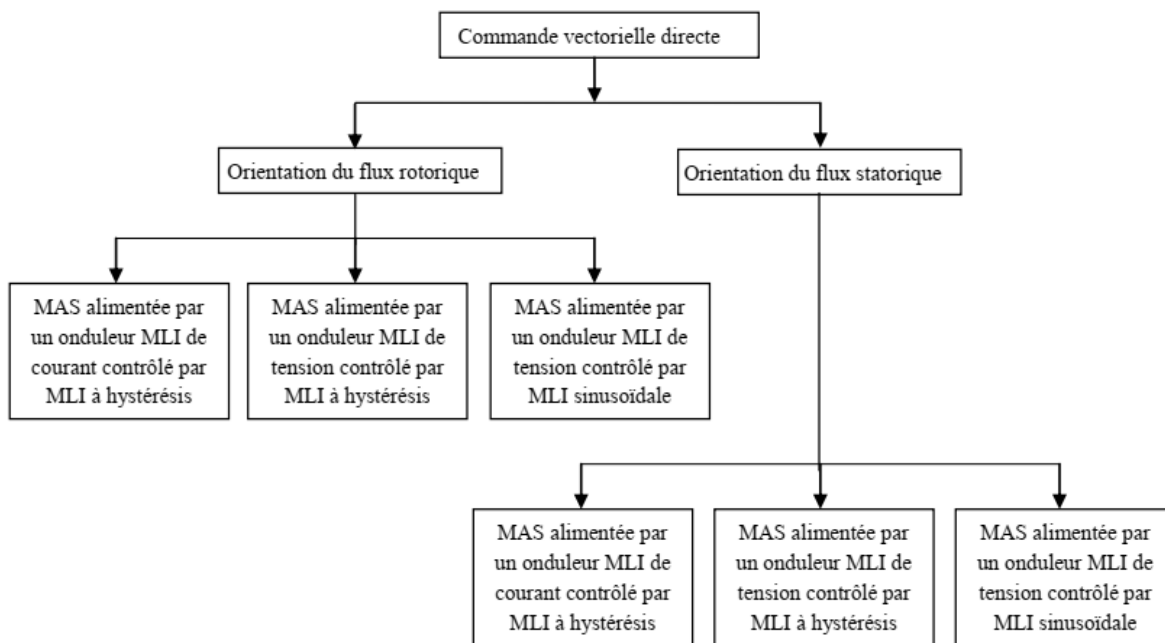 Commande vectorielle directe
Orientation du flux rotorique
Orientation du flux statorique
MAS alimentée par
un onduleur MLI de
courant contrôlé par
MLI à hystérésis
MAS alimentée par
un onduleur MLI de
tension contrôlé par
MLI à hystérésis
MAS alimentée par
un onduleur MLI de
tension contrôlé par
MLI sinusoïdale
MAS alimentée par
un onduleur MLI de
courant contrôlé par
MLI à hystérésis
MAS alimentée par
un onduleur MLI de
tension contrôlé par
MLI à hystérésis
MAS alimentée par
un onduleur MLI de
tension contrôlé par
MLI sinusoïdale